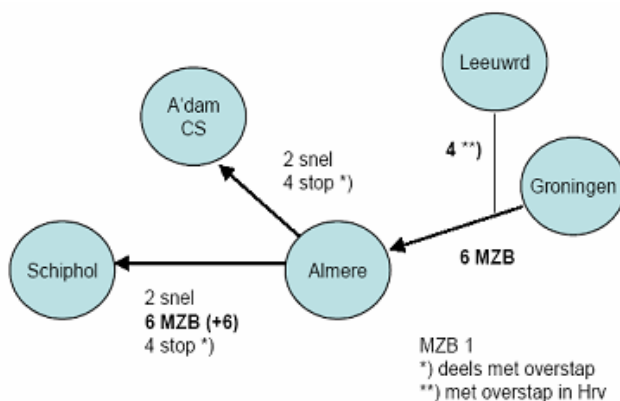 Leeuwrd
A'dam
CS
2 snel
4 stop *)
4 **)
Groningen
Schiphol
Almere
6 MZB
2 snel
6 MZB (+6)
4 stop *)
MZB 1
*) deels met overstap
**) met overstap in Hrv